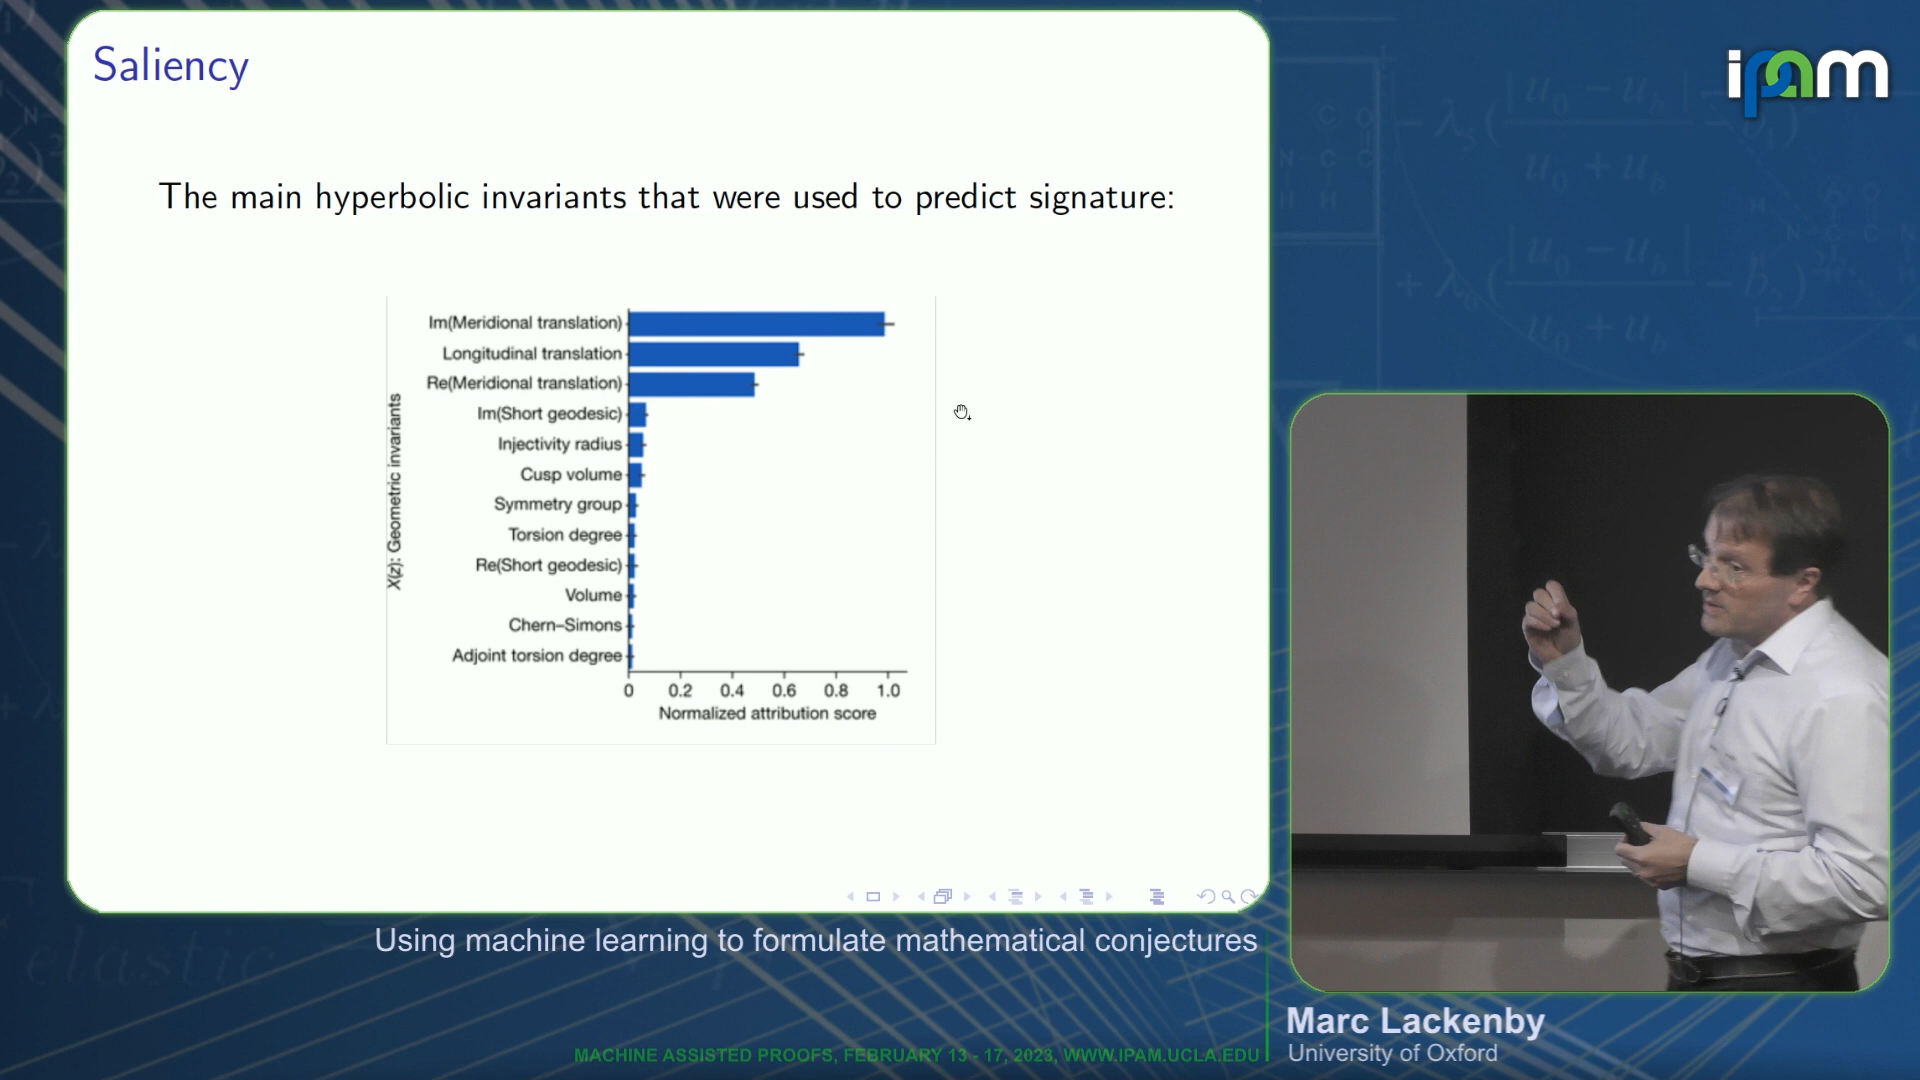 Saliency
The main hyperbolic invariants that were used to predict signature:
X(z): Geometric invariants
Im(Meridional translation)
Longitudinal translation
Re(Meridional translation)
Im(Short geodesic)
Injectivity radius
Cusp volume
Symmetry group
Torsion degree
Re(Short geodesic)
Volume
Chern–Simons
Adjoint torsion degree
0 0.2 0.4 0.6 0.8 1.0
Normalized attribution score
ipam
Using machine learning to formulate mathematical conjectures
Marc Lackenby
University of Oxford
MACHINE ASSISTED PROOFS, FEBRUARY 13 - 17, 2023, WWW.IPAM.UCLA.EDU
elastic